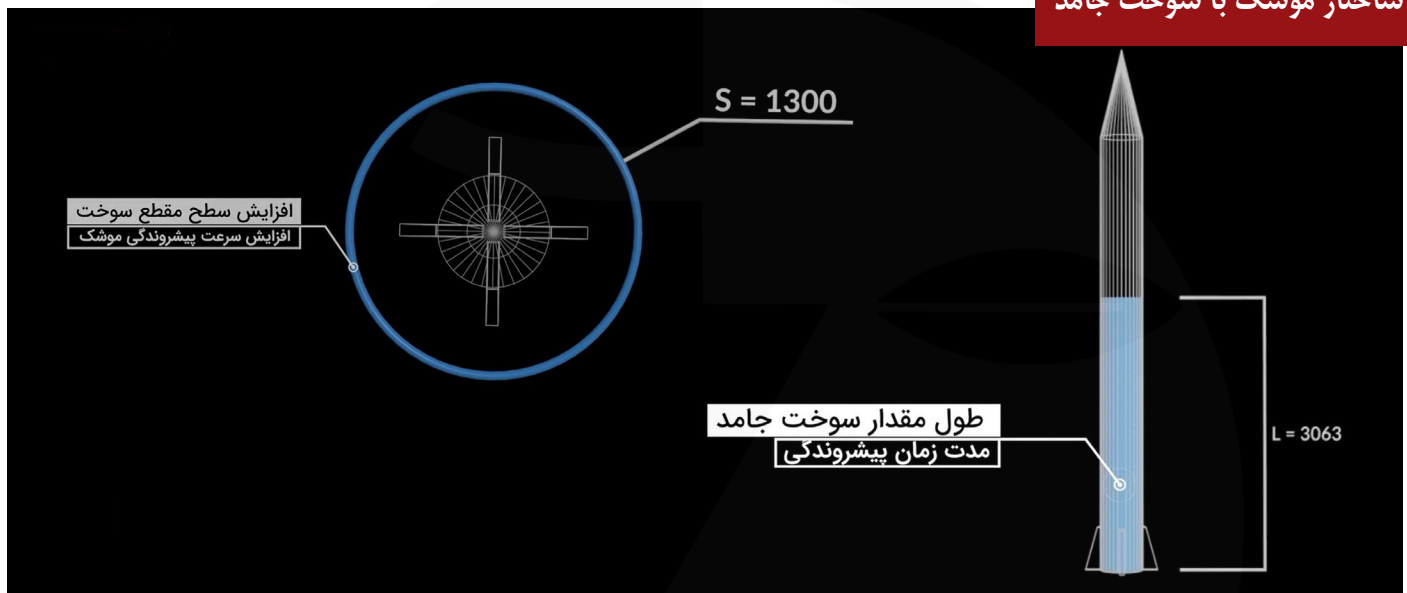 ساختار موشک با سوخت جامد
S = 1300
افزایش سطح مقطع سوخت
افزایش سرعت پیشروندگی موشک
طول مقدار سوخت جامد
مدت زمان پیشروندگی
L = 3063